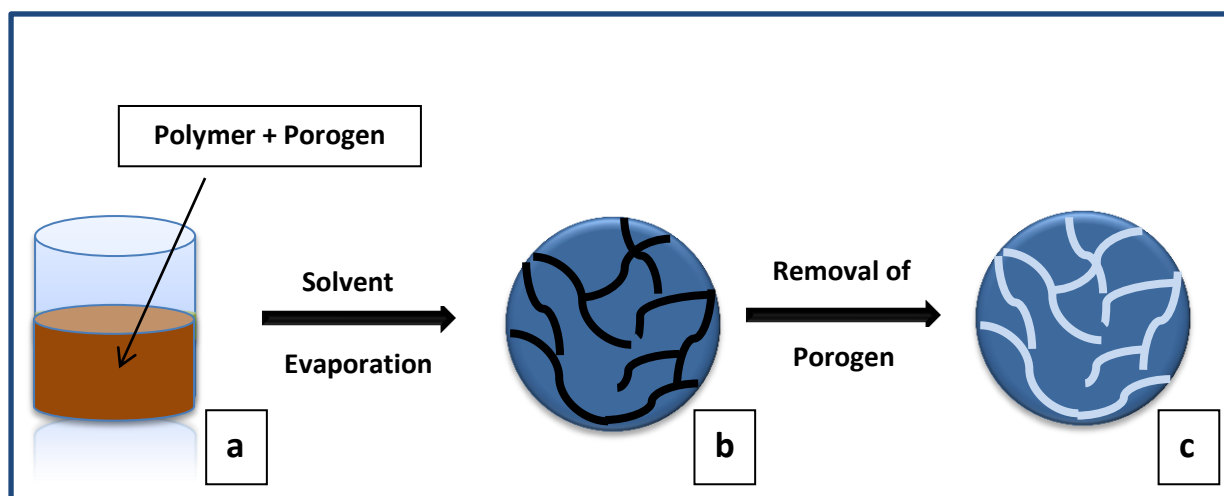 Polymer + Porogen
Solvent
Evaporation
Removal of
Porogen
a
b
c